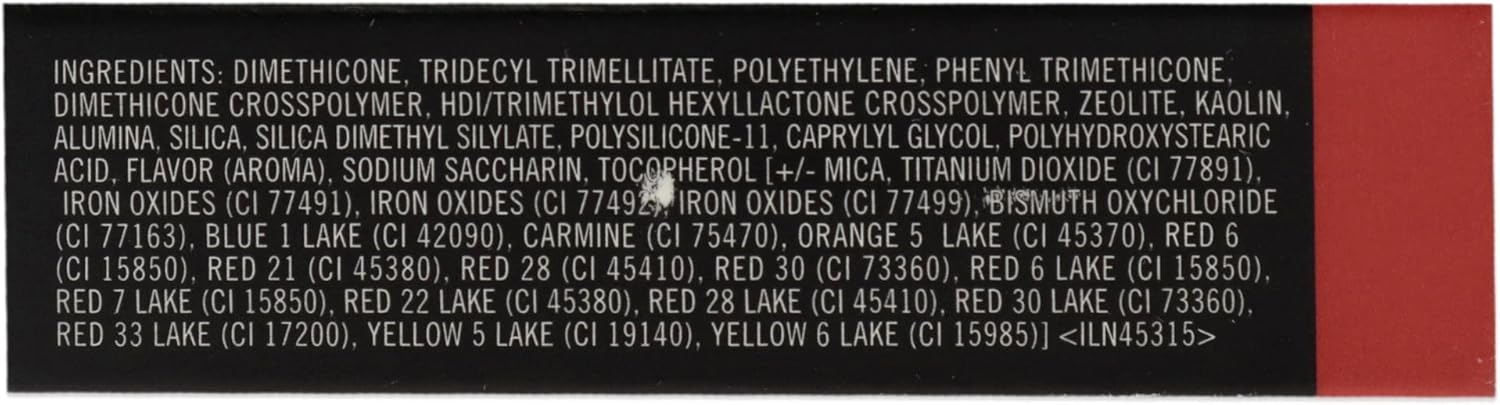 INGREDIENTS: DIMETHICONE, TRIDECYL TRIMELLITATE, POLYETHYLENE, PHENYL TRIMETHICONE,
DIMETHICONE CROSSPOLYMER, HDI/TRIMETHYLOL HEXYLLACTONE CROSSPOLYMER, ZEOLITE, KAOLIN,
ALUMINA, SILICA, SILICA DIMETHYL SILYLATE, POLYSILICONE-11, CAPRYLYL GLYCOL, POLYHYDROXYSTEARIC
ACID, FLAVOR (AROMA), SODIUM SACCHARIN, TOCOPHEROL [+/- MICA, TITANIUM DIOXIDE (CI 77891),
IRON OXIDES (CI 77491), IRON OXIDES (CI 77492), IRON OXIDES (CI 77499), BISMUTH OXYCHLORIDE
(CI 77163), BLUE 1 LAKE (CI 42090), CARMINE (CI 75470), ORANGE 5 LAKE (CI 45370), RED 6
(CI 15850), RED 21 (CI 45380), RED 28 (CI 45410), RED 30 (CI 73360), RED 6 LAKE (CI 15850),
RED 7 LAKE (CI 15850), RED 22 LAKE (CI 45380), RED 28 LAKE (CI 45410), RED 30 LAKE (CI 73360),
RED 33 LAKE (CI 17200), YELLOW 5 LAKE (CI 19140), YELLOW 6 LAKE (CI 15985)] <ILN45315>